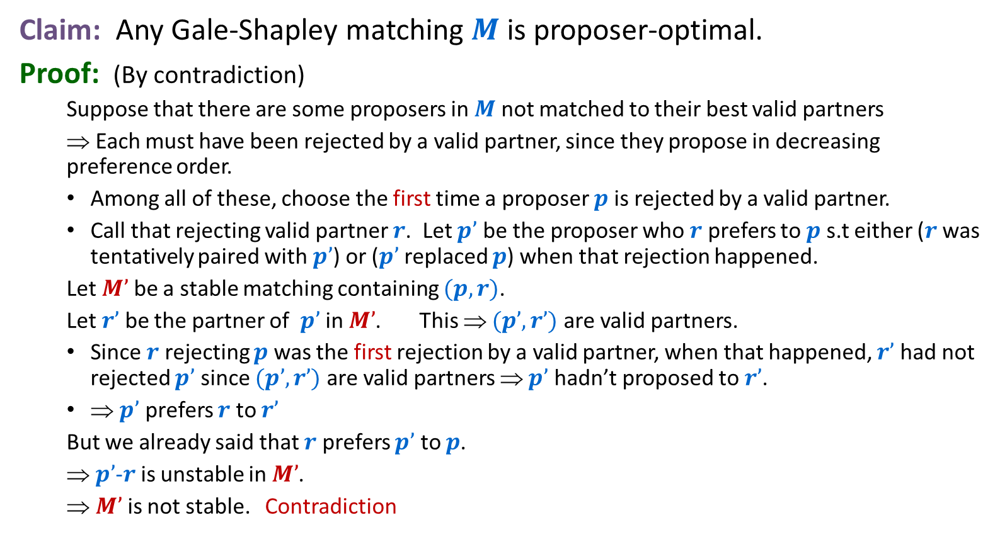 Claim: Any Gale-Shapley matching M is proposer-optimal.
Proof: (By contradiction)
Suppose that there are some proposers in M not matched to their best valid partners
⇒ Each must have been rejected by a valid partner, since they propose in decreasing
preference order.
• Among all of these, choose the first time a proposer p is rejected by a valid partner.
• Call that rejecting valid partner r. Let p’ be the proposer who r prefers to p s.t either (r was
tentatively paired with p’) or (p’ replaced p) when that rejection happened.
Let M’ be a stable matching containing (p, r).
Let r’ be the partner of p’ in M’. This ⇒ (p’, r’) are valid partners.
• Since r rejecting p was the first rejection by a valid partner, when that happened, r’ had not
rejected p’ since (p’, r’) are valid partners ⇒ p’ hadn’t proposed to r’.
• ⇒ p’ prefers r to r’
But we already said that r prefers p’ to p.
⇒ p’-r is unstable in M’.
⇒ M’ is not stable. Contradiction